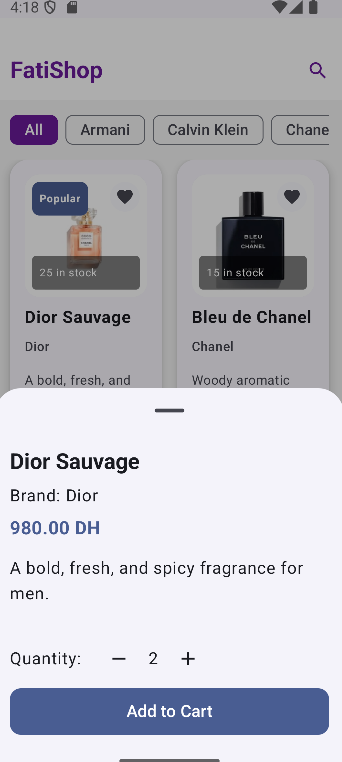 4:18
FatiShop
All
Armani
Calvin Klein
Chane
Popular
25 in stock
BLEU
DE
CHANEL
15 in stock
Dior Sauvage
Bleu de Chanel
Dior
Chanel
A bold, fresh, and
Woody aromatic
Dior Sauvage
Brand: Dior
980.00 DH
A bold, fresh, and spicy fragrance for
men.
Quantity:
2
Add to Cart